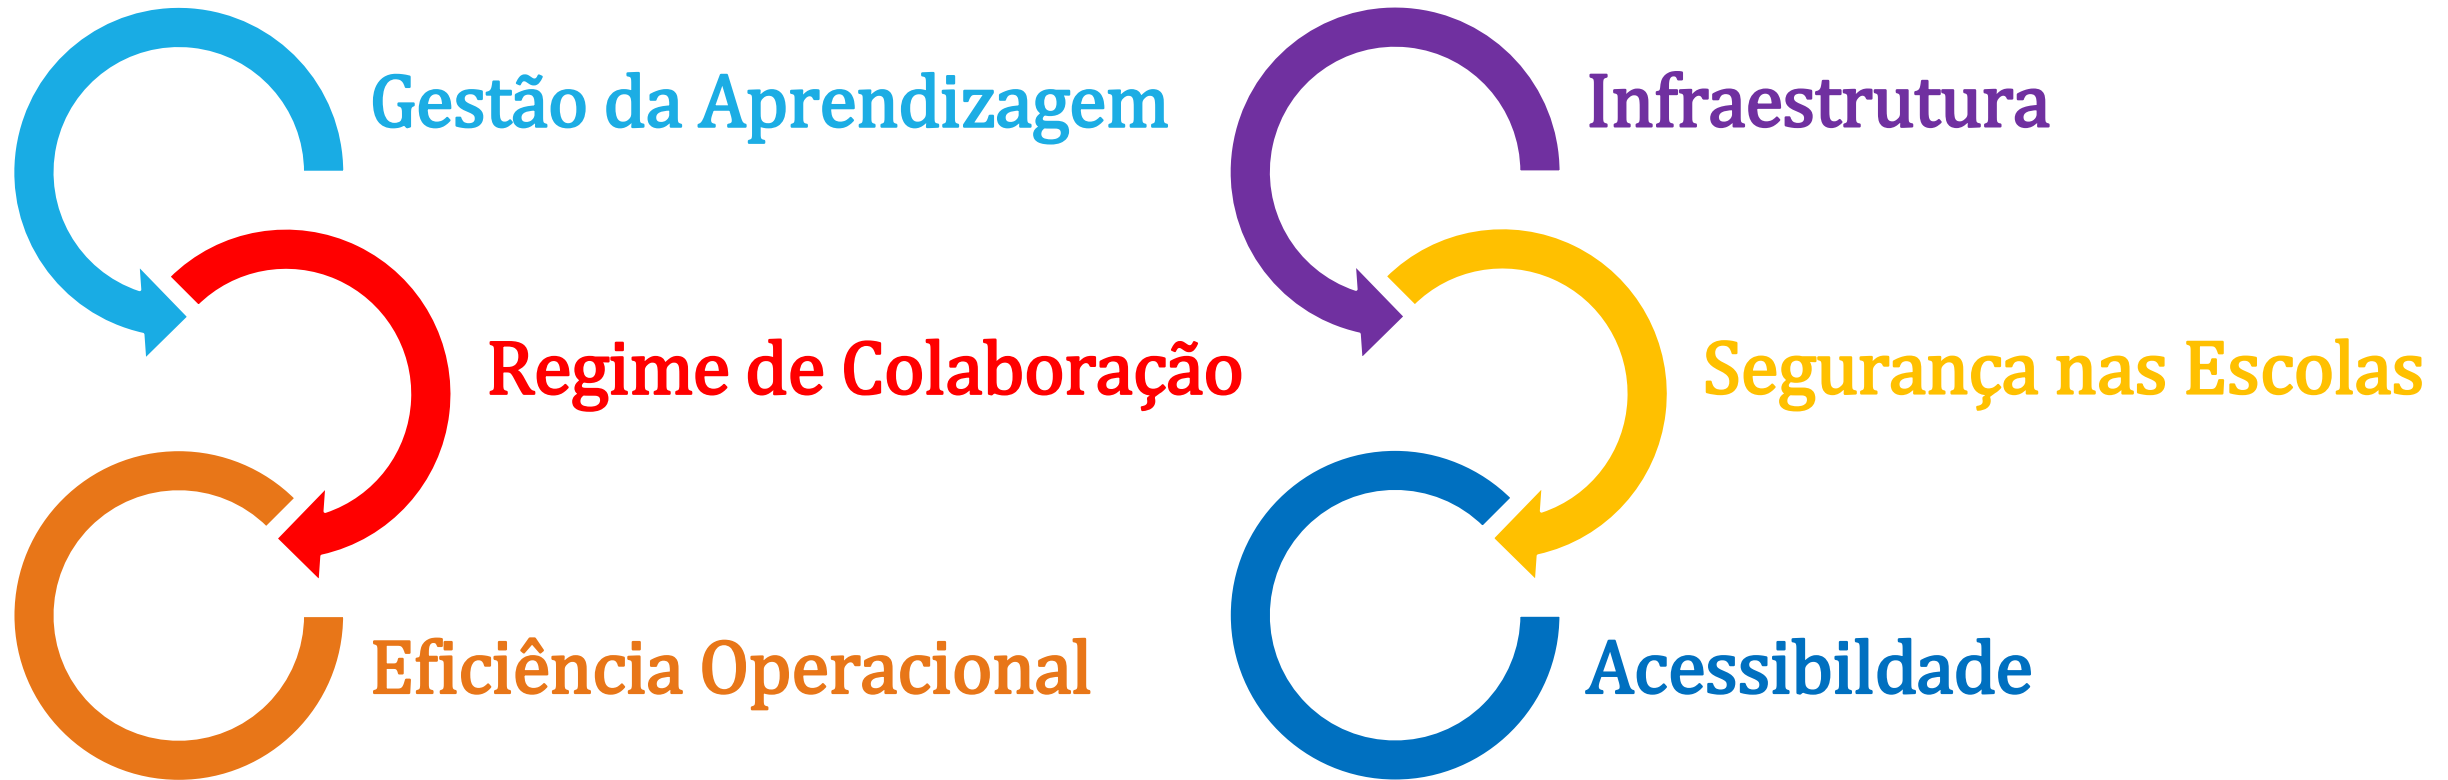 Gestão da Aprendizagem
Regime de Colaboração
Eficiência Operacional
Infraestrutura
Segurança nas Escolas
Acessibildade